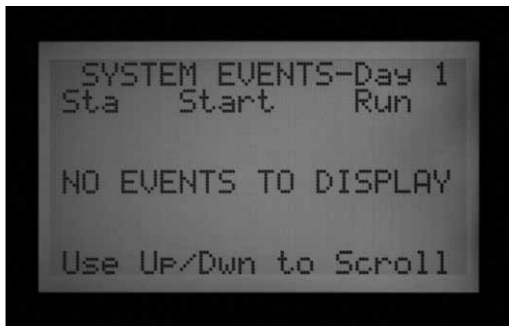 SYSTEM EVENTS-Day 1
Sta Start Run
NO EVENTS TO DISPLAY
Use Up/Dwn to Scroll